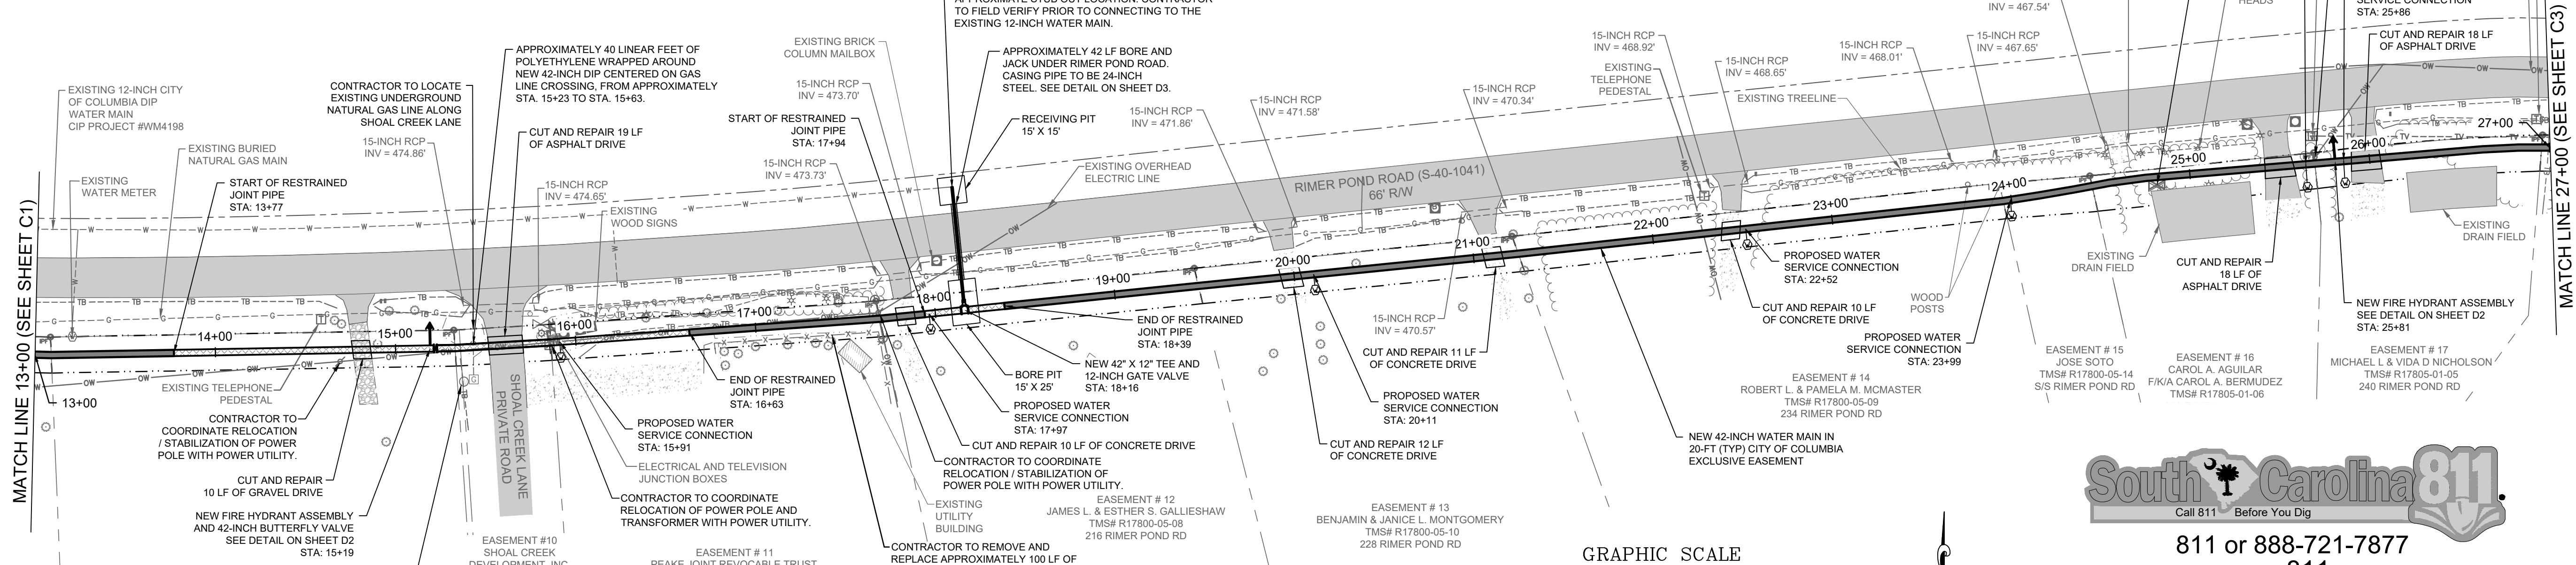 MATCH LINE 13+00 (SEE SHEET C1)
EXISTING 12-INCH CITY
OF COLUMBIA DIP
WATER MAIN
CIP PROJECT #WM4198
EXISTING
WATER METER
EXISTING BURIED
NATURAL GAS MAIN
START OF RESTRAINED
JOINT PIPE
STA: 13+77
CONTRACTOR TO LOCATE
EXISTING UNDERGROUND
NATURAL GAS LINE ALONG
SHOAL CREEK LANE
15-INCH RCP
INV = 474.86'
APPROXIMATELY 40 LINEAR FEET OF
POLYETHYLENE WRAPPED AROUND
NEW 42-INCH DIP CENTERED ON GAS
LINE CROSSING, FROM APPROXIMATELY
STA. 15+23 TO STA. 15+63.
CUT AND REPAIR 19 LF
OF ASPHALT DRIVE
15-INCH RCP
INV = 474.65'
EXISTING
WOOD SIGNS
EXISTING BRICK
COLUMN MAILBOX
15-INCH RCP
INV = 473.70'
START OF RESTRAINED
JOINT PIPE
STA: 17+94
15-INCH RCP
INV = 473.73'
TO FIELD VERIFY PRIOR TO CONNECTING TO THE
EXISTING 12-INCH WATER MAIN.
APPROXIMATELY 42 LF BORE AND
JACK UNDER RIMER POND ROAD.
CASING PIPE TO BE 24-INCH
STEEL. SEE DETAIL ON SHEET D3.
RECEIVING PIT
15' X 15'
EXISTING OVERHEAD
ELECTRIC LINE
15-INCH RCP
INV = 471.86'
15-INCH RCP
INV = 471.58'
RIMER POND ROAD (S-40-1041)
66' R/W
15-INCH RCP
INV = 470.34'
15-INCH RCP
INV = 468.92'
EXISTING
TELEPHONE
PEDESTAL
15-INCH RCP
INV = 468.65'
EXISTING TREELINE
15-INCH RCP
INV = 468.01'
15-INCH RCP
INV = 467.65'
INV = 467.54'
HEADS
SERVICE CONNECTION
STA: 25+86
CUT AND REPAIR 18 LF
OF ASPHALT DRIVE
MATCH LINE 27+00 (SEE SHEET C3)
13+00
14+00
15+00
16+00
17+00
18+00
19+00
20+00
21+00
22+00
23+00
24+00
25+00
26+00
27+00
EXISTING TELEPHONE
PEDESTAL
CONTRACTOR TO
COORDINATE RELOCATION
/ STABILIZATION OF POWER
POLE WITH POWER UTILITY.
CUT AND REPAIR
10 LF OF GRAVEL DRIVE
NEW FIRE HYDRANT ASSEMBLY
AND 42-INCH BUTTERFLY VALVE
SEE DETAIL ON SHEET D2
STA: 15+19
SHOAL CREEK LANE
PRIVATE ROAD
EASEMENT #10
SHOAL CREEK
DEVELOPMENT, INC
PROPOSED WATER
SERVICE CONNECTION
STA: 15+91
ELECTRICAL AND TELEVISION
JUNCTION BOXES
CONTRACTOR TO COORDINATE
RELOCATION OF POWER POLE AND
TRANSFORMER WITH POWER UTILITY.
EASEMENT # 11
PEAKE JOINT REVOCABLE TRUST
END OF RESTRAINED
JOINT PIPE
STA: 16+63
EXISTING
UTILITY
BUILDING
CONTRACTOR TO REMOVE AND
REPLACE APPROXIMATELY 100 LF OF
CONTRACTOR TO COORDINATE
RELOCATION / STABILIZATION OF
POWER POLE WITH POWER UTILITY.
CUT AND REPAIR 10 LF OF CONCRETE DRIVE
PROPOSED WATER
SERVICE CONNECTION
STA: 17+97
BORE PIT
15' X 25'
NEW 42" X 12" TEE AND
12-INCH GATE VALVE
STA: 18+16
END OF RESTRAINED
JOINT PIPE
STA: 18+39
EASEMENT # 12
JAMES L. & ESTHER S. GALLIESHAW
TMS# R17800-05-08
216 RIMER POND RD
CUT AND REPAIR 12 LF
OF CONCRETE DRIVE
PROPOSED WATER
SERVICE CONNECTION
STA: 20+11
15-INCH RCP
INV = 470.57'
CUT AND REPAIR 11 LF
OF CONCRETE DRIVE
EASEMENT # 13
BENJAMIN & JANICE L. MONTGOMERY
TMS# R17800-05-10
228 RIMER POND RD
NEW 42-INCH WATER MAIN IN
20-FT (TYP) CITY OF COLUMBIA
EXCLUSIVE EASEMENT
PROPOSED WATER
SERVICE CONNECTION
STA: 22+52
CUT AND REPAIR 10 LF
OF CONCRETE DRIVE
EASEMENT # 14
ROBERT L. & PAMELA M. MCMASTER
TMS# R17800-05-09
234 RIMER POND RD
WOOD
POSTS
PROPOSED WATER
SERVICE CONNECTION
STA: 23+99
EASEMENT # 15
JOSE SOTO
TMS# R17800-05-14
S/S RIMER POND RD
EXISTING
DRAIN FIELD
EASEMENT # 16
CAROL A. AGUILAR
F/K/A CAROL A. BERMUDEZ
TMS# R17805-01-06
CUT AND REPAIR
18 LF OF
ASPHALT DRIVE
NEW FIRE HYDRANT ASSEMBLY
SEE DETAIL ON SHEET D2
STA: 25+81
EXISTING
DRAIN FIELD
EASEMENT # 17
MICHAEL L & VIDA D NICHOLSON
TMS# R17805-01-05
240 RIMER POND RD
GRAPHIC SCALE
South Carolina 811.
Call 811 Before You Dig
811 or 888-721-7877